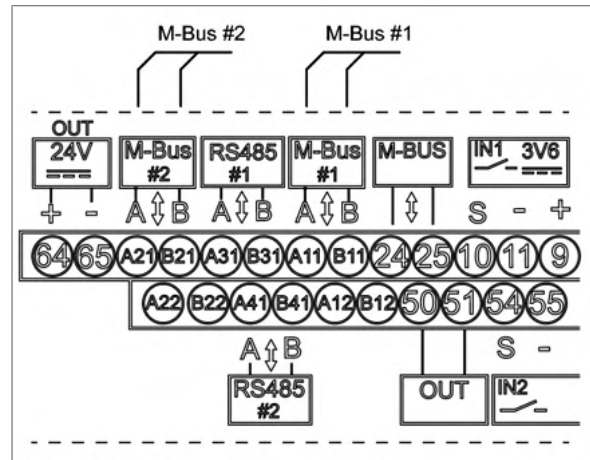 M-Bus #2 M-Bus #1
OUT
24V M-Bus #2 RS485 #1 M-Bus #1 M-BUS IN1 3V6
+ - A B A B A B S - +
64 65 A21 B21 A31 B31 A11 B11 24 25 10 11 9
A22 B22 A41 B41 A12 B12 50 51 54 55
A B S -
RS485 #2 OUT IN2